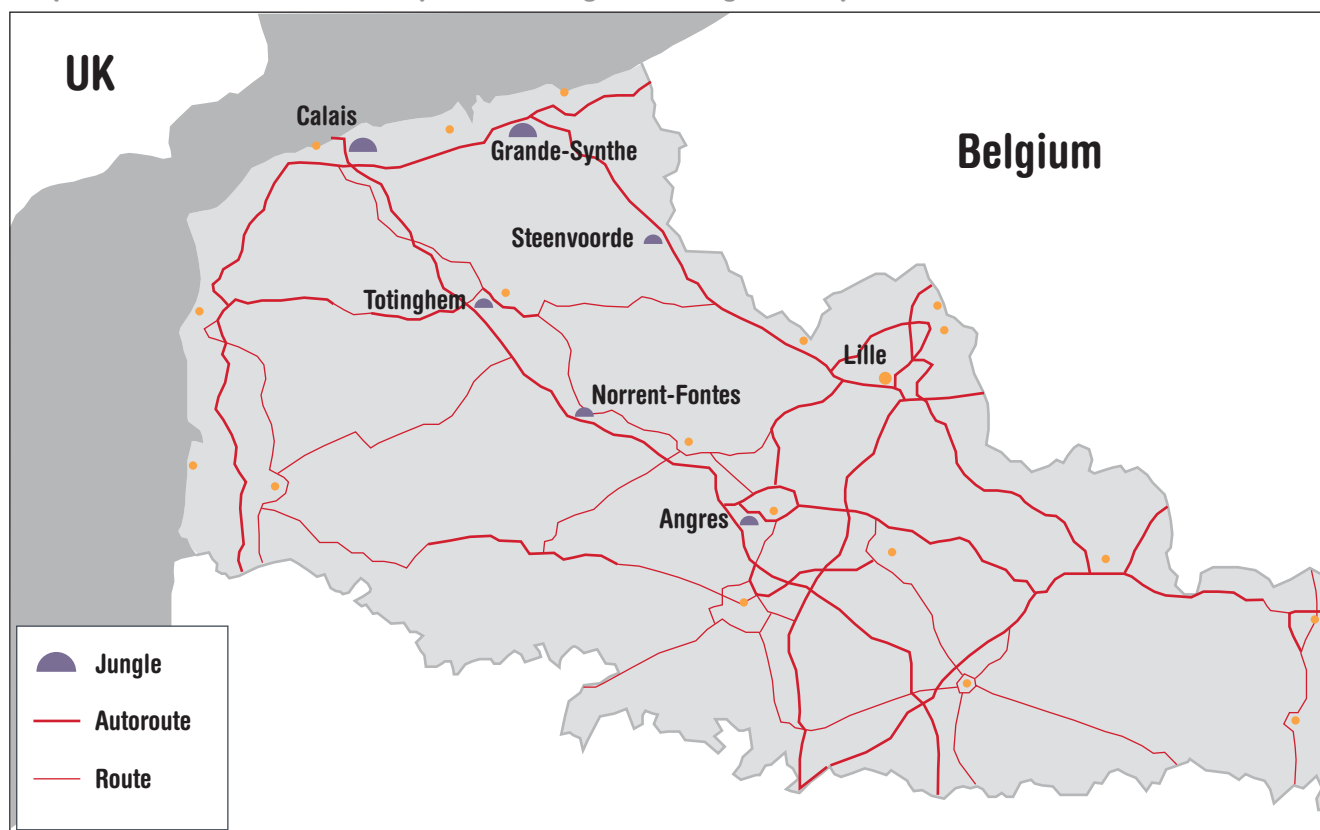 UK
Calais
Grande-Synthe
Belgium
Steenvoorde
Totinghem
Lille
Norrent-Fontes
Angres
Jungle
Autoroute
Route